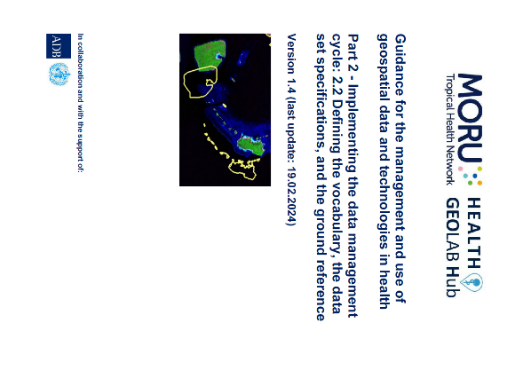 MORU
Tropical Health Network
HEALTH
GEOLAB Hub
Guidance for the management and use of
geospatial data and technologies in health
Part 2 - Implementing the data management
cycle: 2.2 Defining the vocabulary, the data
set specifications, and the ground reference
Version 1.4 (last update: 19.02.2024)
In collaboration and with the support of:
ADB